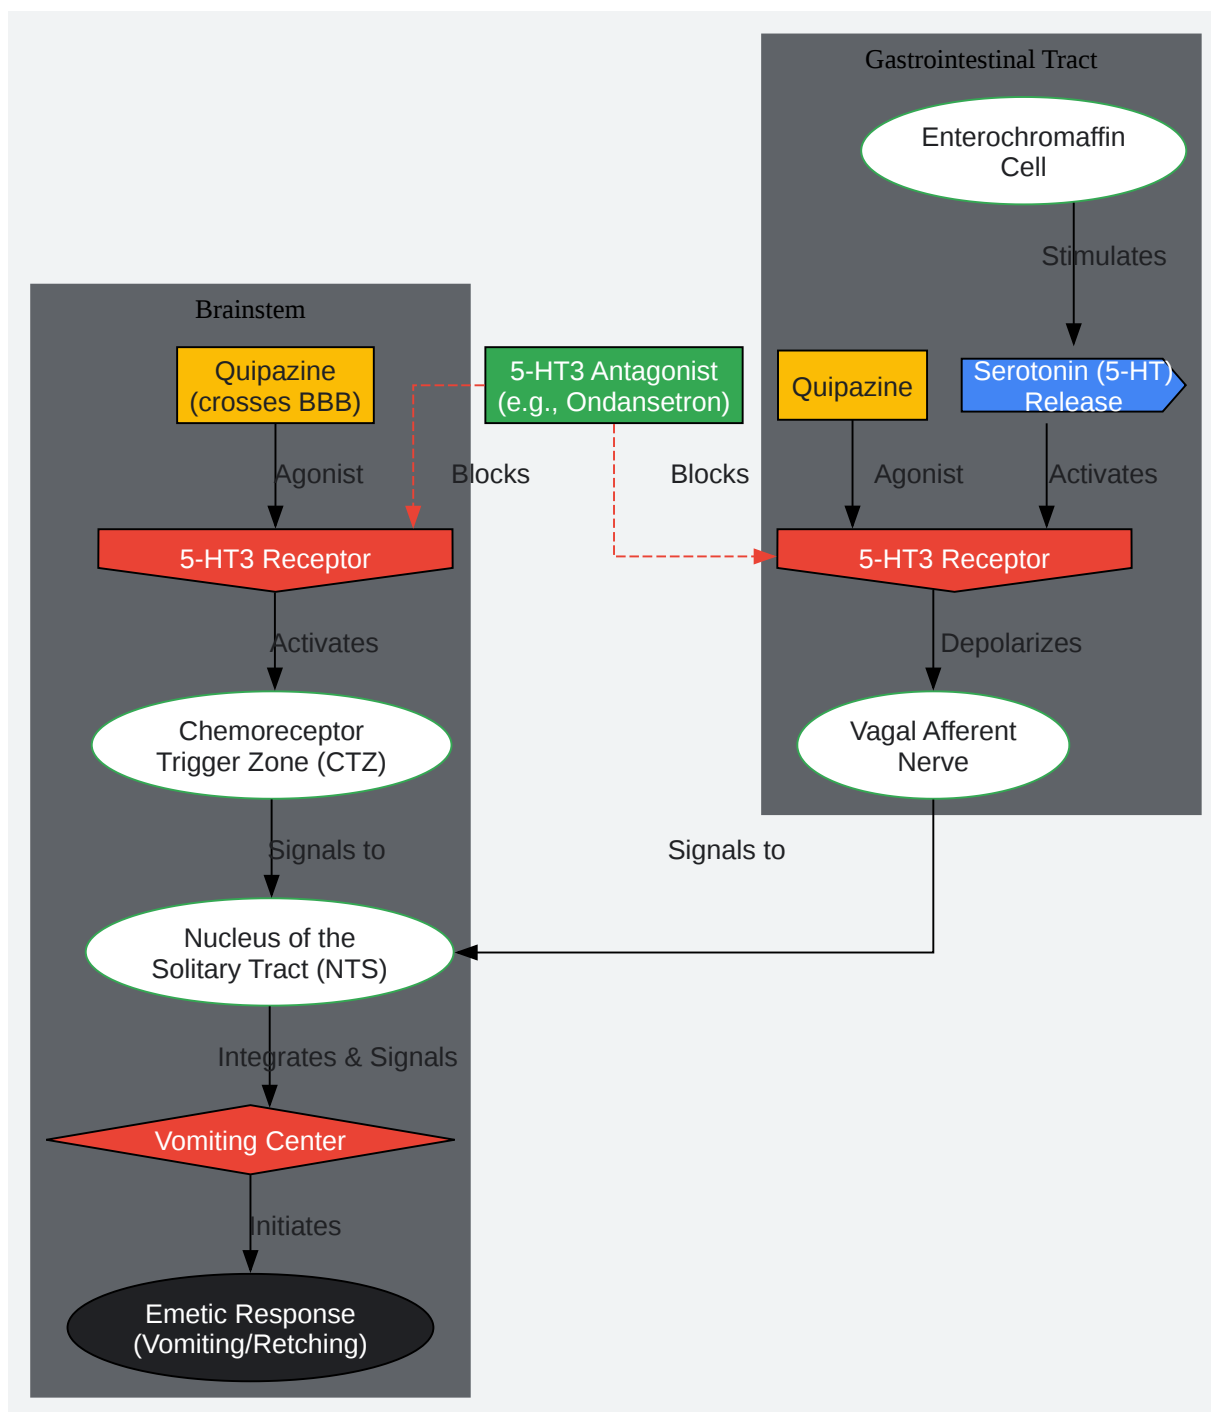 Gastrointestinal Tract
Enterochromaffin
Cell
Stimulates
Brainstem
Quipazine
(crosses BBB)
5-HT3 Antagonist
(e.g., Ondansetron)
Quipazine
Serotonin (5-HT)
Release
Agonist
Blocks
Blocks
Agonist
Activates
5-HT3 Receptor
5-HT3 Receptor
Activates
Depolarizes
Chemoreceptor
Trigger Zone (CTZ)
Vagal Afferent
Nerve
Signals to
Signals to
Nucleus of the
Solitary Tract (NTS)
Integrates & Signals
Vomiting Center
Initiates
Emetic Response
(Vomiting/Retching)